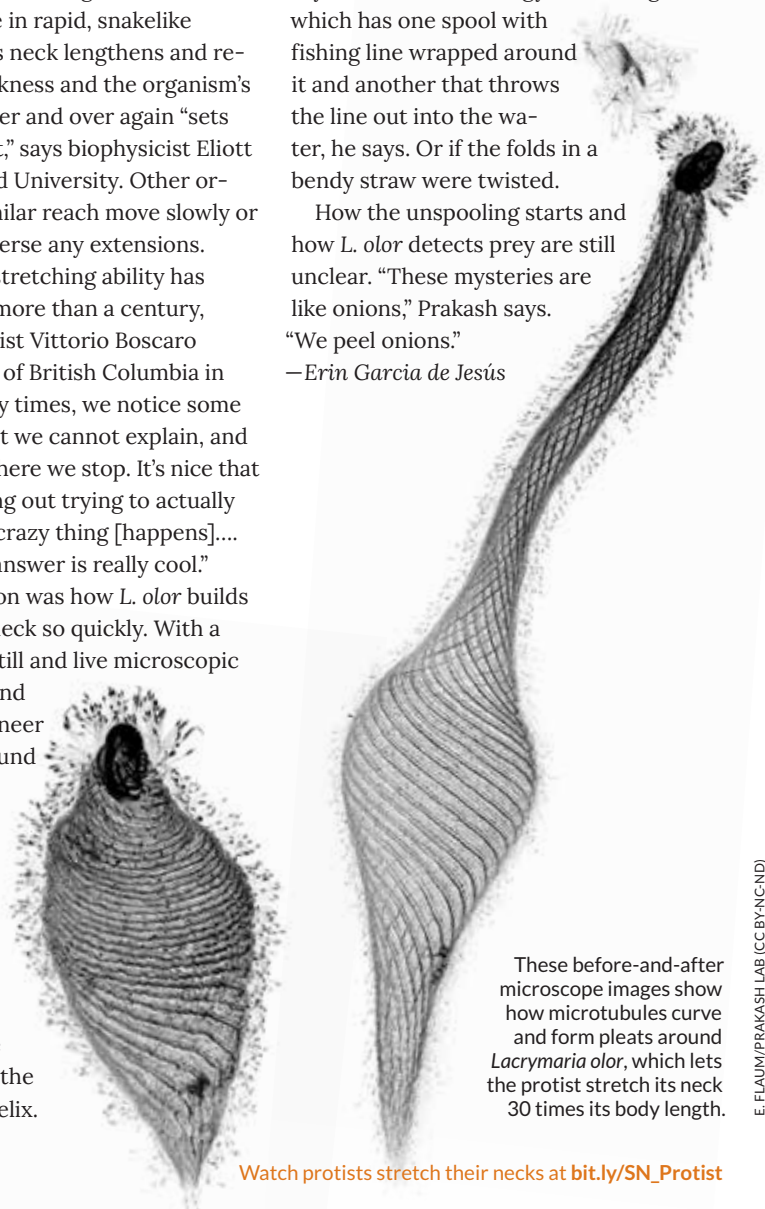 e in rapid, snakelike
s neck lengthens and re-
kness and the organism's
er and over again “sets
t,” says biophysicist Eliott
d University. Other or-
ilar reach move slowly or
erse any extensions.
stretching ability has
more than a century,
ist Vittorio Boscaro
of British Columbia in
y times, we notice some
t we cannot explain, and
here we stop. It’s nice that
ng out trying to actually
crazy thing [happens]….
answer is really cool.”
on was how L. olor builds
eck so quickly. With a
till and live microscopic
nd
neer
und
the
elix.
which has one spool with
fishing line wrapped around
it and another that throws
the line out into the wa-
ter, he says. Or if the folds in a
bendy straw were twisted.
How the unspooling starts and
how L. olor detects prey are still
unclear. “These mysteries are
like onions,” Prakash says.
“We peel onions.”
—Erin Garcia de Jesús
These before-and-after
microscope images show
how microtubules curve
and form pleats around
Lacrymaria olor, which lets
the protist stretch its neck
30 times its body length.
E. FLAUM/PRAKASH LAB (CC BY-NC-ND)
Watch protists stretch their necks at bit.ly/SN_Protist